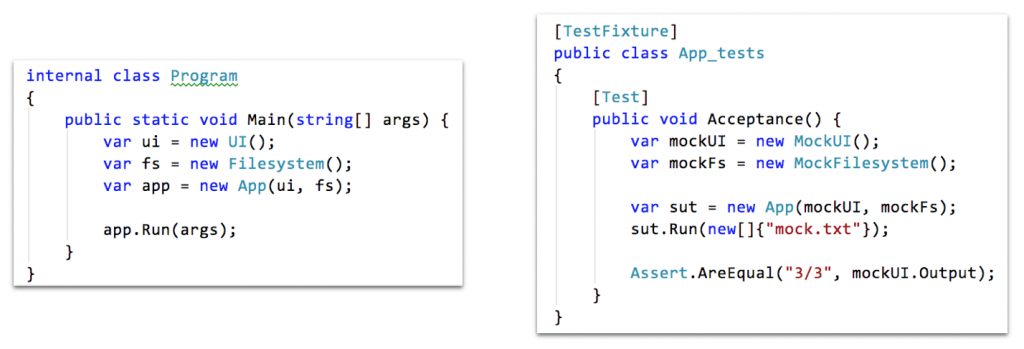 internal class Program
{
    public static void Main(string[] args) {
        var ui = new UI();
        var fs = new Filesystem();
        var app = new App(ui, fs);

        app.Run(args);
    }
}
[TestFixture]
public class App_tests
{
    [Test]
    public void Acceptance() {
        var mockUI = new MockUI();
        var mockFs = new MockFilesystem();

        var sut = new App(mockUI, mockFs);
        sut.Run(new[]{"mock.txt"});

        Assert.AreEqual("3/3", mockUI.Output);
    }
}